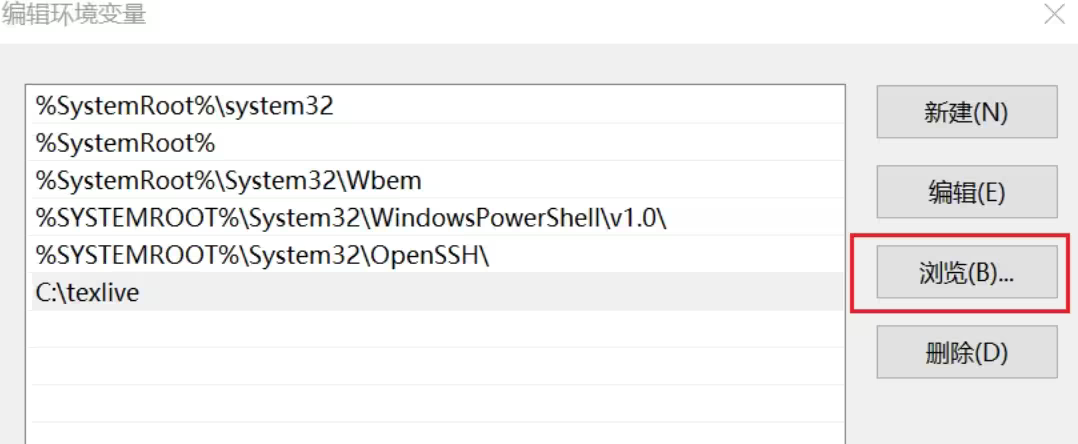 编辑环境变量
%SystemRoot%\system32
新建(N)
%SystemRoot%
%SystemRoot%\System32\Wbem
编辑(E)
%SYSTEMROOT%\System32\WindowsPowerShell\v1.0\
%SYSTEMROOT%\System32\OpenSSH\
浏览(B)...
C:\texlive
删除(D)